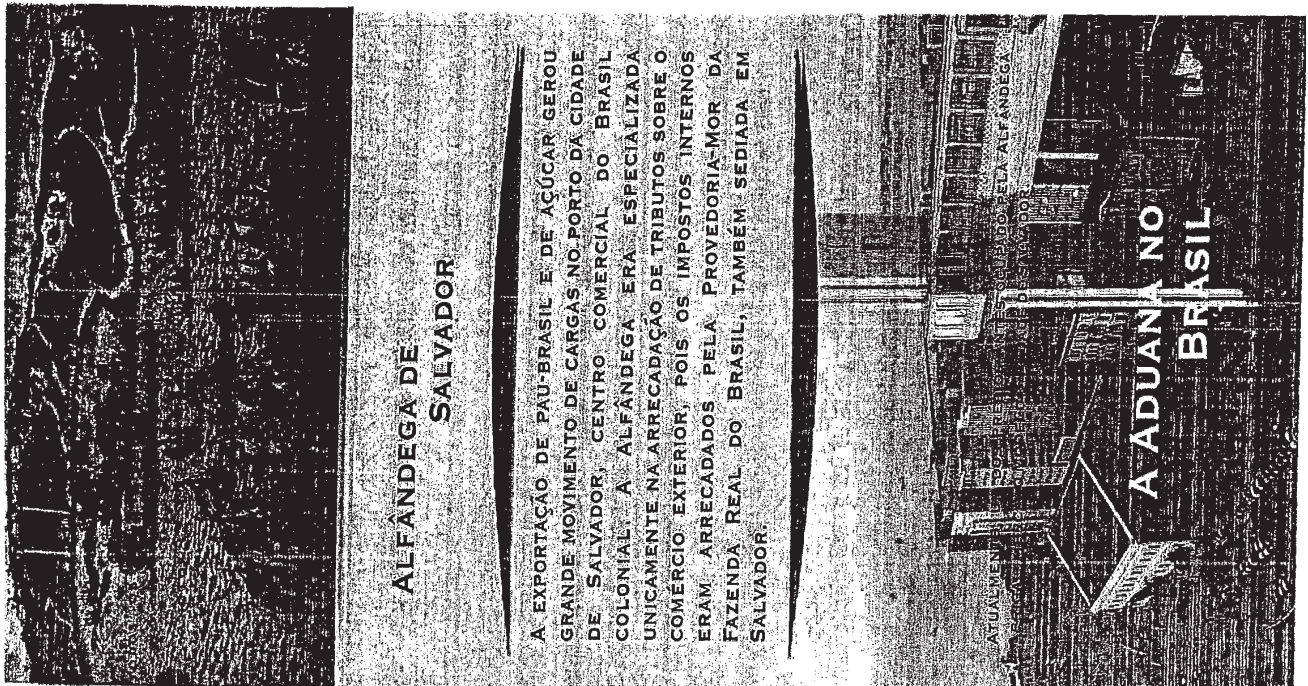 ALFÂNDEGA DE
SALVADOR
A EXPORTAÇÃO DE PAU-BRASIL E DE AÇÚCAR GEROU
GRANDE MOVIMENTO DE CARGAS NO PORTO DA CIDADE
DE SALVADOR, CENTRO COMERCIAL DO BRASIL
COLONIAL. A ALFÂNDEGA ERA ESPECIALIZADA
UNICAMENTE NA ARRECADAÇÃO DE TRIBUTOS SOBRE O
COMÉRCIO EXTERIOR, POIS OS IMPOSTOS INTERNOS
ERAM ARRECADADOS PELA PROVEDORIA-MOR DA
FAZENDA REAL DO BRASIL, TAMBÉM SEDIADA EM
SALVADOR.
PELA ALFÂNDEGA
A ADUANA NO
BRASIL